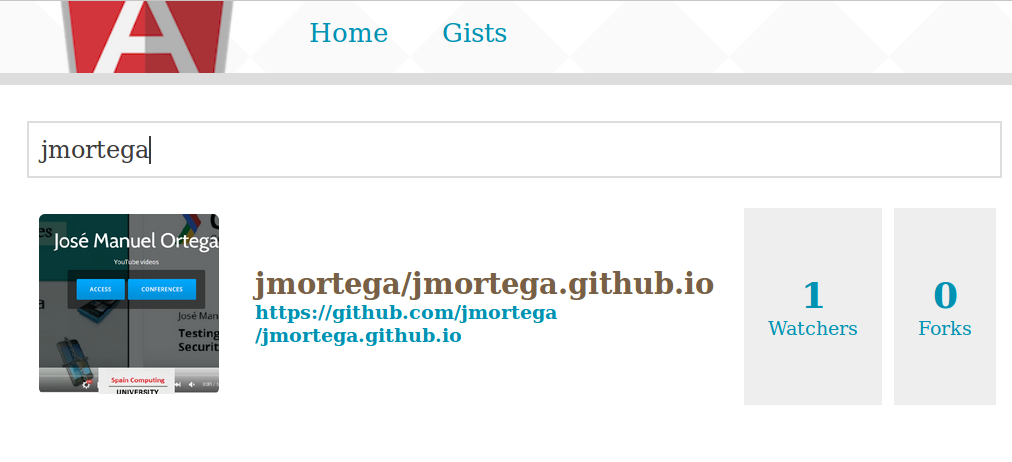 A
Home Gists
jmortega
José Manuel Ortega
YouTube videos
ACCESS CONFERENCES
José Man
Testing
Securit
Spain Computing
UNIVERSITY
jmortega/jmortega.github.io
https://github.com/jmortega
/jmortega.github.io
1
Watchers
0
Forks